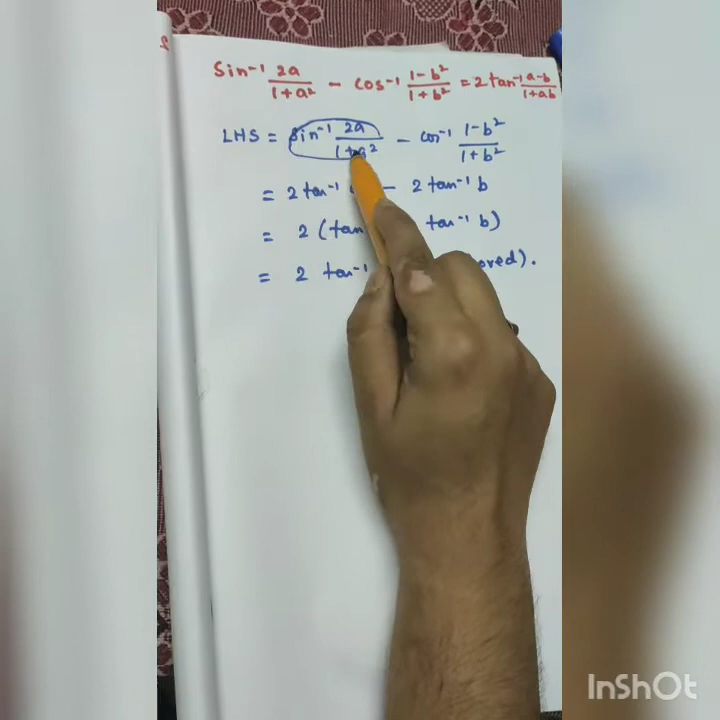 Sin⁻¹ 2a/1+a² - cos⁻¹ 1-b²/1+b² = 2tan⁻¹ a-b/1+ab
LHS = Sin⁻¹ 2a/1+a² - cos⁻¹ 1-b²/1+b²
= 2 tan⁻¹ - 2 tan⁻¹ b
= 2 (tan tan⁻¹ b)
= 2 tan⁻¹
InShOt